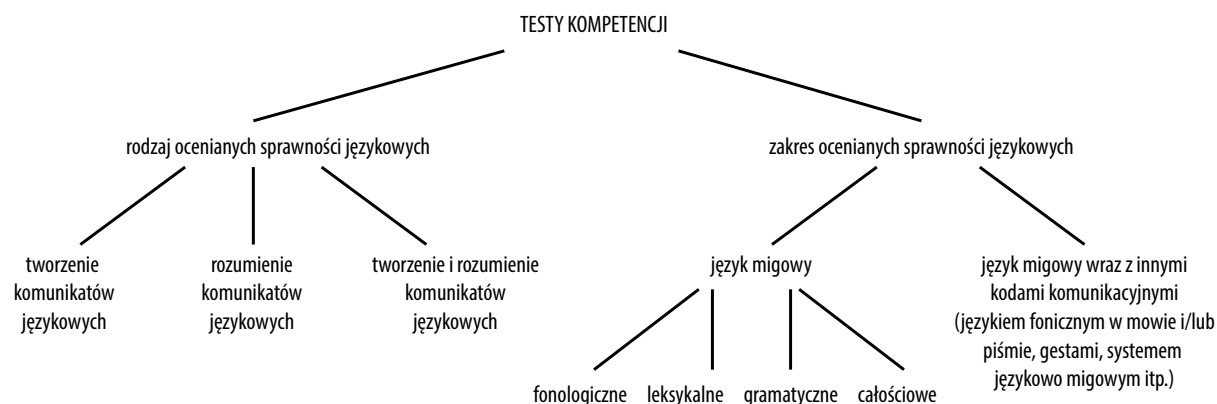 TESTY KOMPETENCJI
rodzaj ocenianych sprawności językowych
zakres ocenianych sprawności językowych
tworzenie
komunikatów
językowych
rozumienie
komunikatów
językowych
tworzenie i rozumienie
komunikatów
językowych
język migowy
język migowy wraz z innymi
kodami komunikacyjnymi
(językiem fonicznym w mowie i/lub
piśmie, gestami, systemem
językowo migowym itp.)
fonologiczne
leksykalne
gramatyczne
całościowe